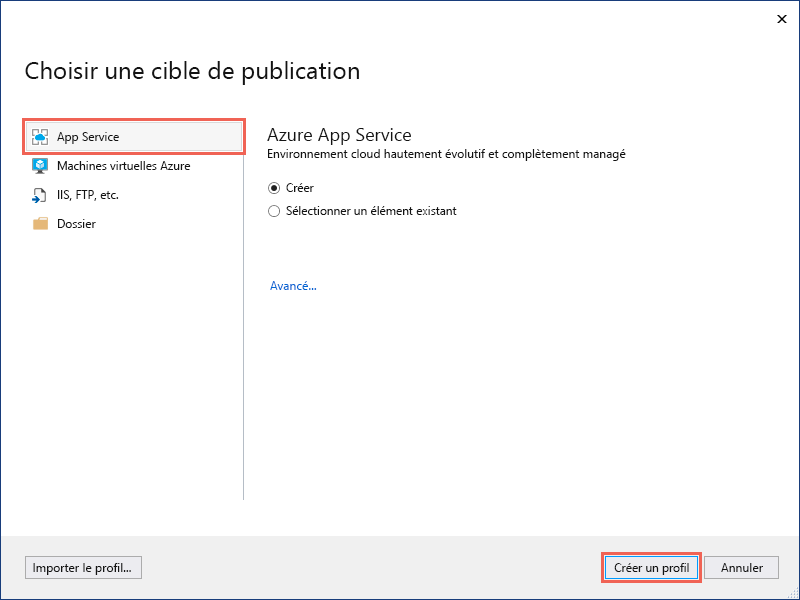 Choisir une cible de publication
App Service
Machines virtuelles Azure
IIS, FTP, etc.
Dossier
Azure App Service
Environnement cloud hautement évolutif et complètement managé
Créer
Sélectionner un élément existant
Avancé...
Importer le profil...
Créer un profil
Annuler